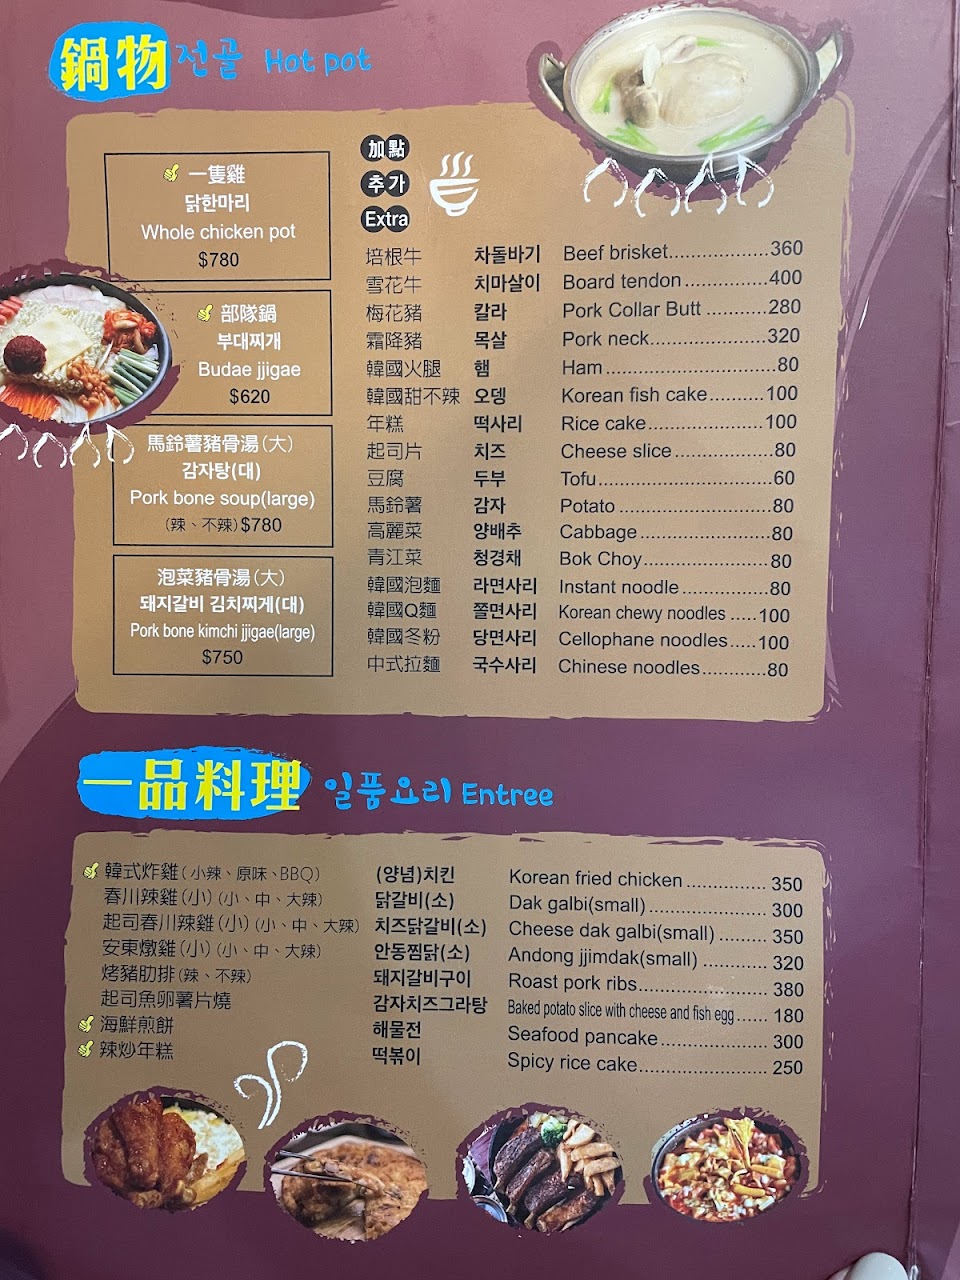 鍋物 전골 Hot pot
一隻雞
닭한마리
Whole chicken pot
$780
部隊鍋
부대찌개
Budae jjigae
$620
馬鈴薯豬骨湯(大)
감자탕(대)
Pork bone soup(large)
(辣、不辣)$780
泡菜豬骨湯(大)
돼지갈비 김치찌게(대)
Pork bone kimchi jjigae(large)
$750
加點
추가
Extra
培根牛 차돌바기 Beef brisket..................360
雪花牛 치마살이 Board tendon...............400
梅花豬 칼라 Pork Collar Butt ...........280
霜降豬 목살 Pork neck.....................320
韓國火腿 햄 Ham ...............................80
韓國甜不辣 오뎅 Korean fish cake..........100
年糕 떡사리 Rice cake.....................100
起司片 치즈 Cheese slice...................80
豆腐 두부 Tofu................................60
馬鈴薯 감자 Potato ...........................80
高麗菜 양배추 Cabbage........................80
青江菜 청경채 Bok Choy.......................80
韓國泡麵 라면사리 Instant noodle ................80
韓國Q麵 쫄면사리 Korean chewy noodles .....100
韓國冬粉 당면사리 Cellophane noodles.....100
中式拉麵 국수사리 Chinese noodles............80
一品料理 일품요리 Entree
韓式炸雞(小辣、原味、BBQ) (양념)치킨 Korean fried chicken ............... 350
春川辣雞(小)(小、中、大辣) 닭갈비(소) Dak galbi(small)...................... 300
起司春川辣雞(小)(小、中、大辣) 치즈닭갈비(소) Cheese dak galbi(small) ......... 350
安東燉雞(小)(小、中、大辣) 안동찜닭(소) Andong jjimdak(small) ............ 320
烤豬肋排(辣、不辣) 돼지갈비구이 Roast pork ribs........................ 380
起司魚卵薯片燒 감자치즈그라탕 Baked potato slice with cheese and fish egg...... 180
海鮮煎餅 해물전 Seafood pancake.................... 300
辣炒年糕 떡볶이 Spicy rice cake........................ 250